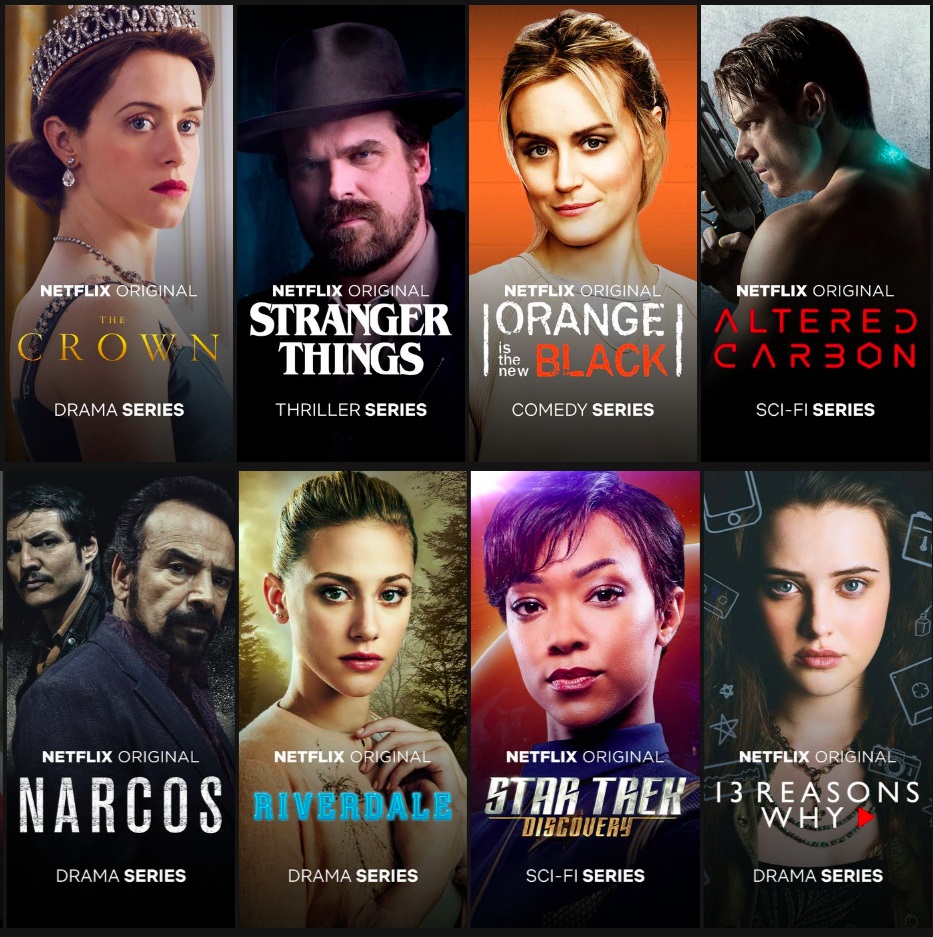 NETFLIX ORIGINAL
THE
CROWN
DRAMA SERIES
NETFLIX ORIGINAL
STRANGER
THINGS
THRILLER SERIES
NETFLIX ORIGINAL
ORANGE
is
the
new
BLACK
COMEDY SERIES
NETFLIX ORIGINAL
ALTERED
CARBON
SCI-FI SERIES
NETFLIX ORIGINAL
NARCOS
DRAMA SERIES
NETFLIX ORIGINAL
RIVERDALE
DRAMA SERIES
NETFLIX ORIGINAL
STAR TREK
DISCOVERY
SCI-FI SERIES
NETFLIX ORIGINAL
13 REASONS
WHY
DRAMA SERIES